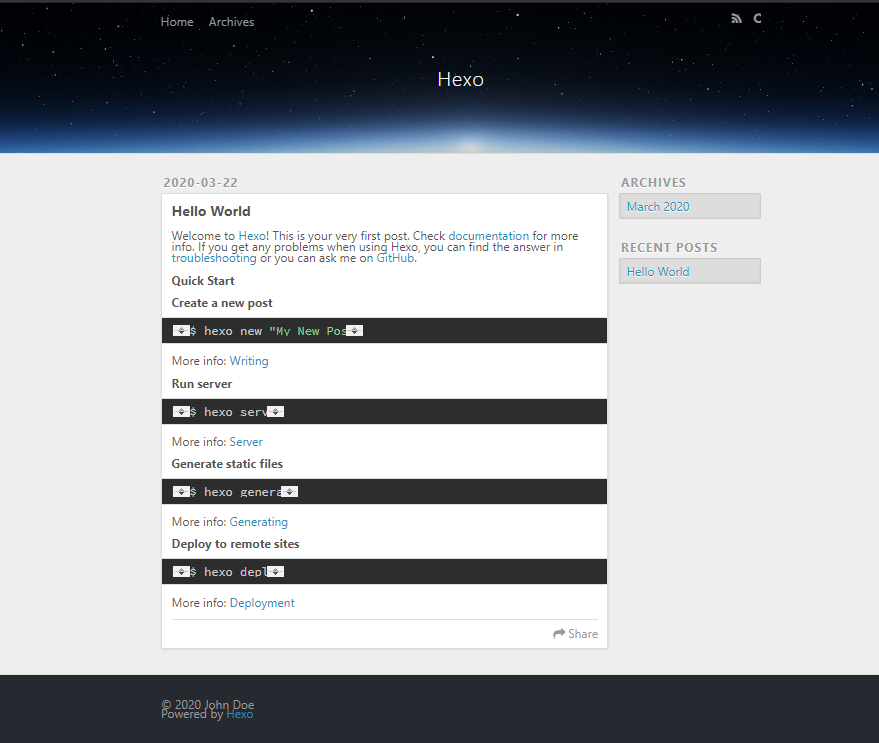 Home Archives
Hexo
2020-03-22
Hello World
Welcome to Hexo! This is your very first post. Check documentation for more
info. If you get any problems when using Hexo, you can find the answer in
troubleshooting or you can ask me on GitHub.
Quick Start
Create a new post
$ hexo new "My New Pos
More info: Writing
Run server
$ hexo serv
More info: Server
Generate static files
$ hexo genera
More info: Generating
Deploy to remote sites
$ hexo depl
More info: Deployment
Share
ARCHIVES
March 2020
RECENT POSTS
Hello World
© 2020 John Doe
Powered by Hexo